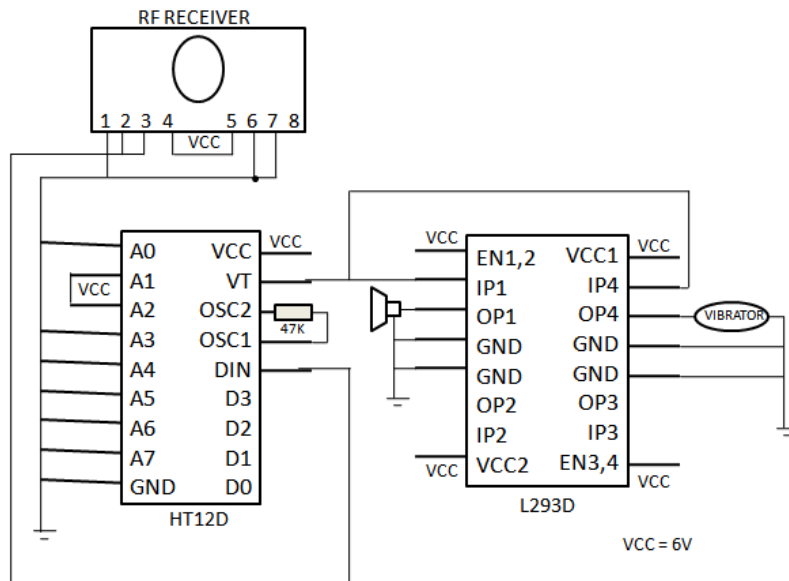 RF RECEIVER
1 2 3 4 5 6 7 8
VCC
A0
A1
VCC
A2
A3
A4
A5
A6
A7
GND
VCC
VCC
VT
OSC2
47K
OSC1
DIN
D3
D2
D1
D0
HT12D
VCC
EN1,2
IP1
OP1
GND
GND
OP2
IP2
VCC
VCC2
VCC1
VCC
IP4
OP4
VIBRATOR
GND
GND
OP3
IP3
EN3,4
VCC
L293D
VCC = 6V